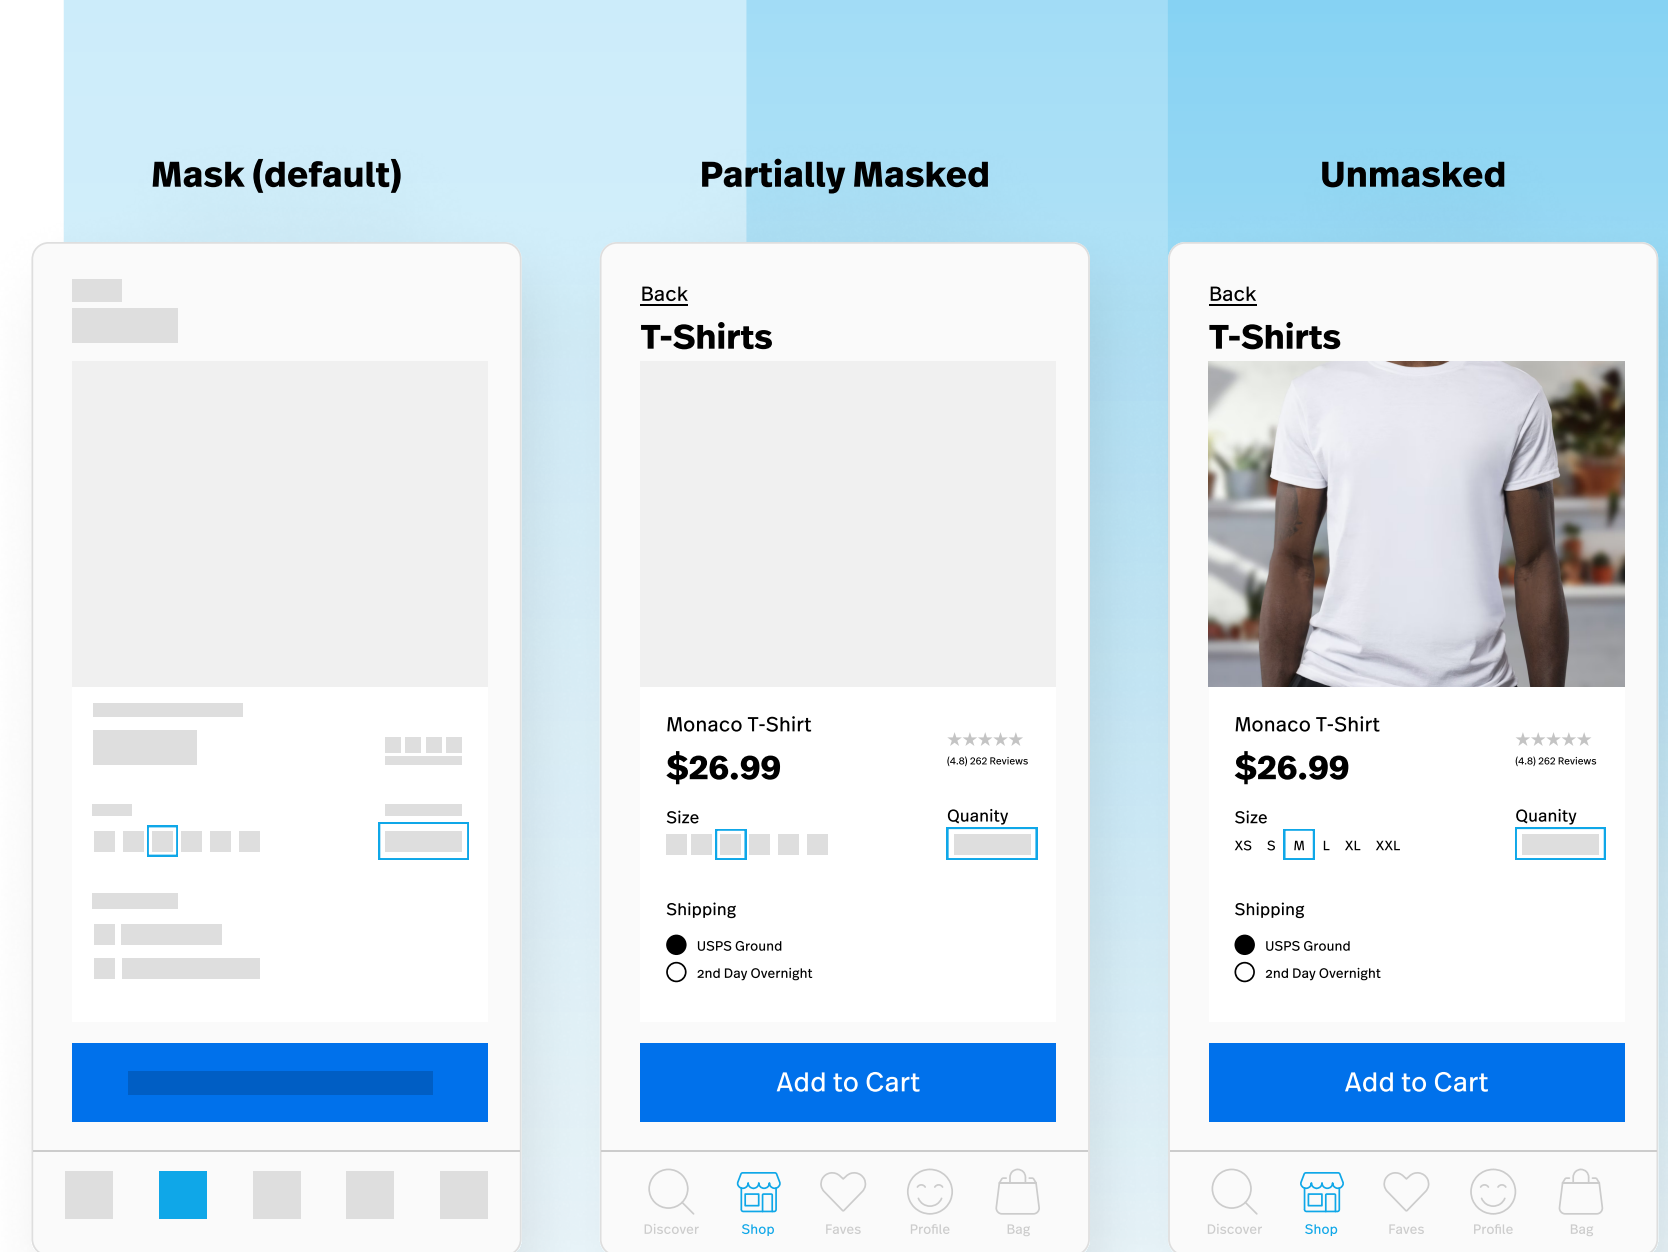 Mask (default)
Partially Masked
Unmasked
Back
T-Shirts
Monaco T-Shirt
$26.99
★★★★★
(4.8) 262 Reviews
Size
Quanity
Shipping
USPS Ground
2nd Day Overnight
Add to Cart
Discover
Shop
Faves
Profile
Bag
Back
T-Shirts
Monaco T-Shirt
$26.99
★★★★★
(4.8) 262 Reviews
Size
Quanity
XS S M L XL XXL
Shipping
USPS Ground
2nd Day Overnight
Add to Cart
Discover
Shop
Faves
Profile
Bag